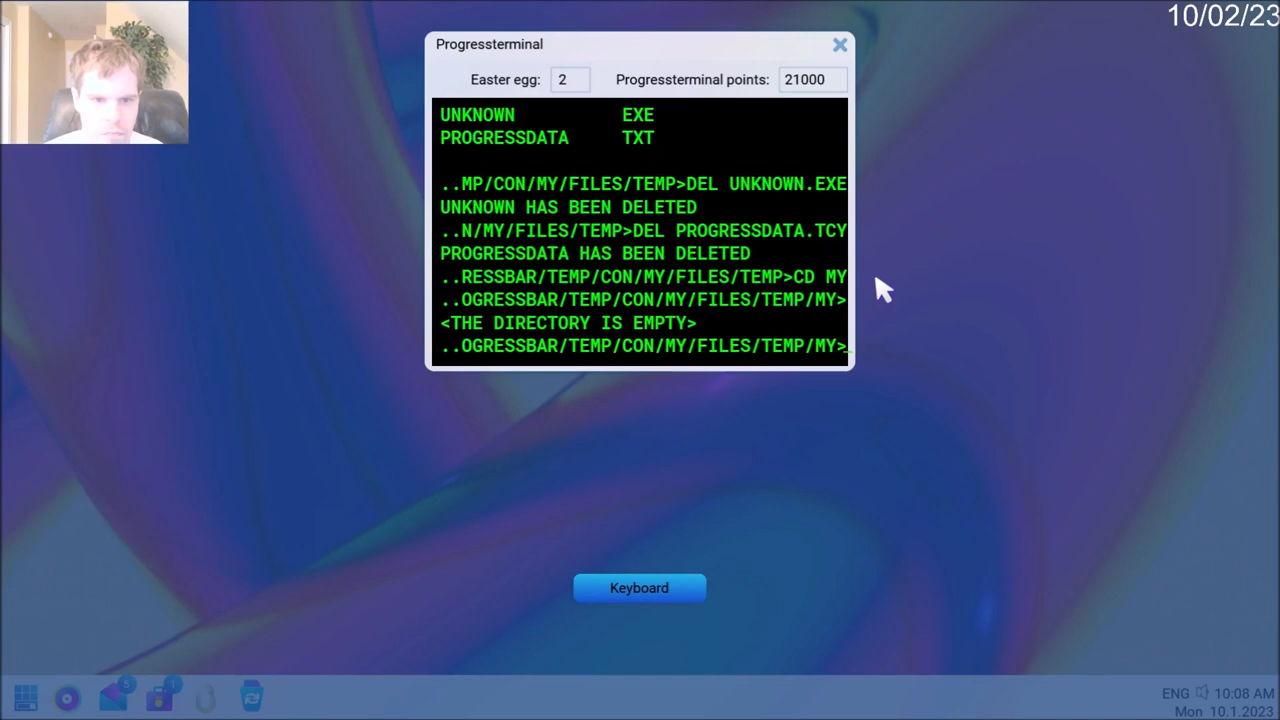 10/02/23
Progressterminal
Easter egg: 2 Progressterminal points: 21000
UNKNOWN EXE
PROGRESSDATA TXT
..MP/CON/MY/FILES/TEMP>DEL UNKNOWN.EXE
UNKNOWN HAS BEEN DELETED
..N/MY/FILES/TEMP>DEL PROGRESSDATA.TCY
PROGRESSDATA HAS BEEN DELETED
..RESSBAR/TEMP/CON/MY/FILES/TEMP>CD MY
..OGRESSBAR/TEMP/CON/MY/FILES/TEMP/MY>
<THE DIRECTORY IS EMPTY>
..OGRESSBAR/TEMP/CON/MY/FILES/TEMP/MY>_
Keyboard
5
1
ENG 10:08 AM
Mon 10.1.2023